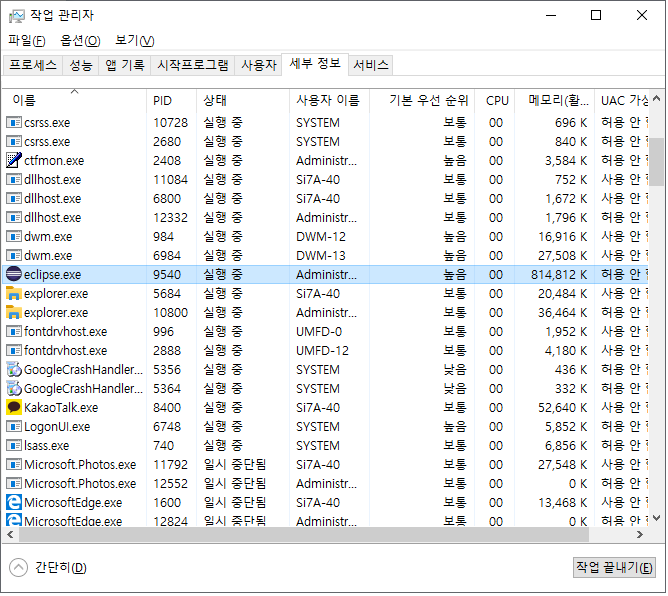 작업 관리자
파일(F) 옵션(O) 보기(V)
프로세스 성능 앱 기록 시작프로그램 사용자 세부 정보 서비스
이름 PID 상태 사용자 이름 기본 우선 순위 CPU 메모리(활... UAC 가상
csrss.exe 10728 실행 중 SYSTEM 보통 00 696 K 허용 안 함
csrss.exe 2680 실행 중 SYSTEM 보통 00 840 K 허용 안 함
ctfmon.exe 2408 실행 중 Administr... 높음 00 3,584 K 허용 안 함
dllhost.exe 11084 실행 중 Si7A-40 보통 00 752 K 사용 안 함
dllhost.exe 6800 실행 중 Si7A-40 보통 00 1,672 K 사용 안 함
dllhost.exe 12332 실행 중 Administr... 보통 00 1,796 K 허용 안 함
dwm.exe 984 실행 중 DWM-12 높음 00 16,916 K 사용 안 함
dwm.exe 6984 실행 중 DWM-13 높음 00 27,508 K 사용 안 함
eclipse.exe 9540 실행 중 Administr... 높음 00 814,812 K 허용 안 함
explorer.exe 5684 실행 중 Si7A-40 보통 00 20,484 K 사용 안 함
explorer.exe 10800 실행 중 Administr... 보통 00 36,464 K 허용 안 함
fontdrvhost.exe 996 실행 중 UMFD-0 보통 00 1,952 K 사용 안 함
fontdrvhost.exe 2888 실행 중 UMFD-12 보통 00 4,180 K 사용 안 함
GoogleCrashHandler... 5356 실행 중 SYSTEM 낮음 00 436 K 허용 안 함
GoogleCrashHandler... 5364 실행 중 SYSTEM 낮음 00 332 K 허용 안 함
KakaoTalk.exe 8400 실행 중 Si7A-40 보통 00 52,640 K 사용 안 함
LogonUI.exe 6748 실행 중 SYSTEM 높음 00 5,852 K 허용 안 함
lsass.exe 740 실행 중 SYSTEM 보통 00 6,856 K 허용 안 함
Microsoft.Photos.exe 11792 일시 중단됨 Si7A-40 보통 00 27,548 K 사용 안 함
Microsoft.Photos.exe 12552 일시 중단됨 Administr... 보통 00 0 K 허용 안 함
MicrosoftEdge.exe 1600 일시 중단됨 Si7A-40 보통 00 13,468 K 사용 안 함
MicrosoftEdge.exe 12824 일시 중단됨 Administr... 보통 00 0 K 허용 안 함
간단히(D) 작업 끝내기(E)